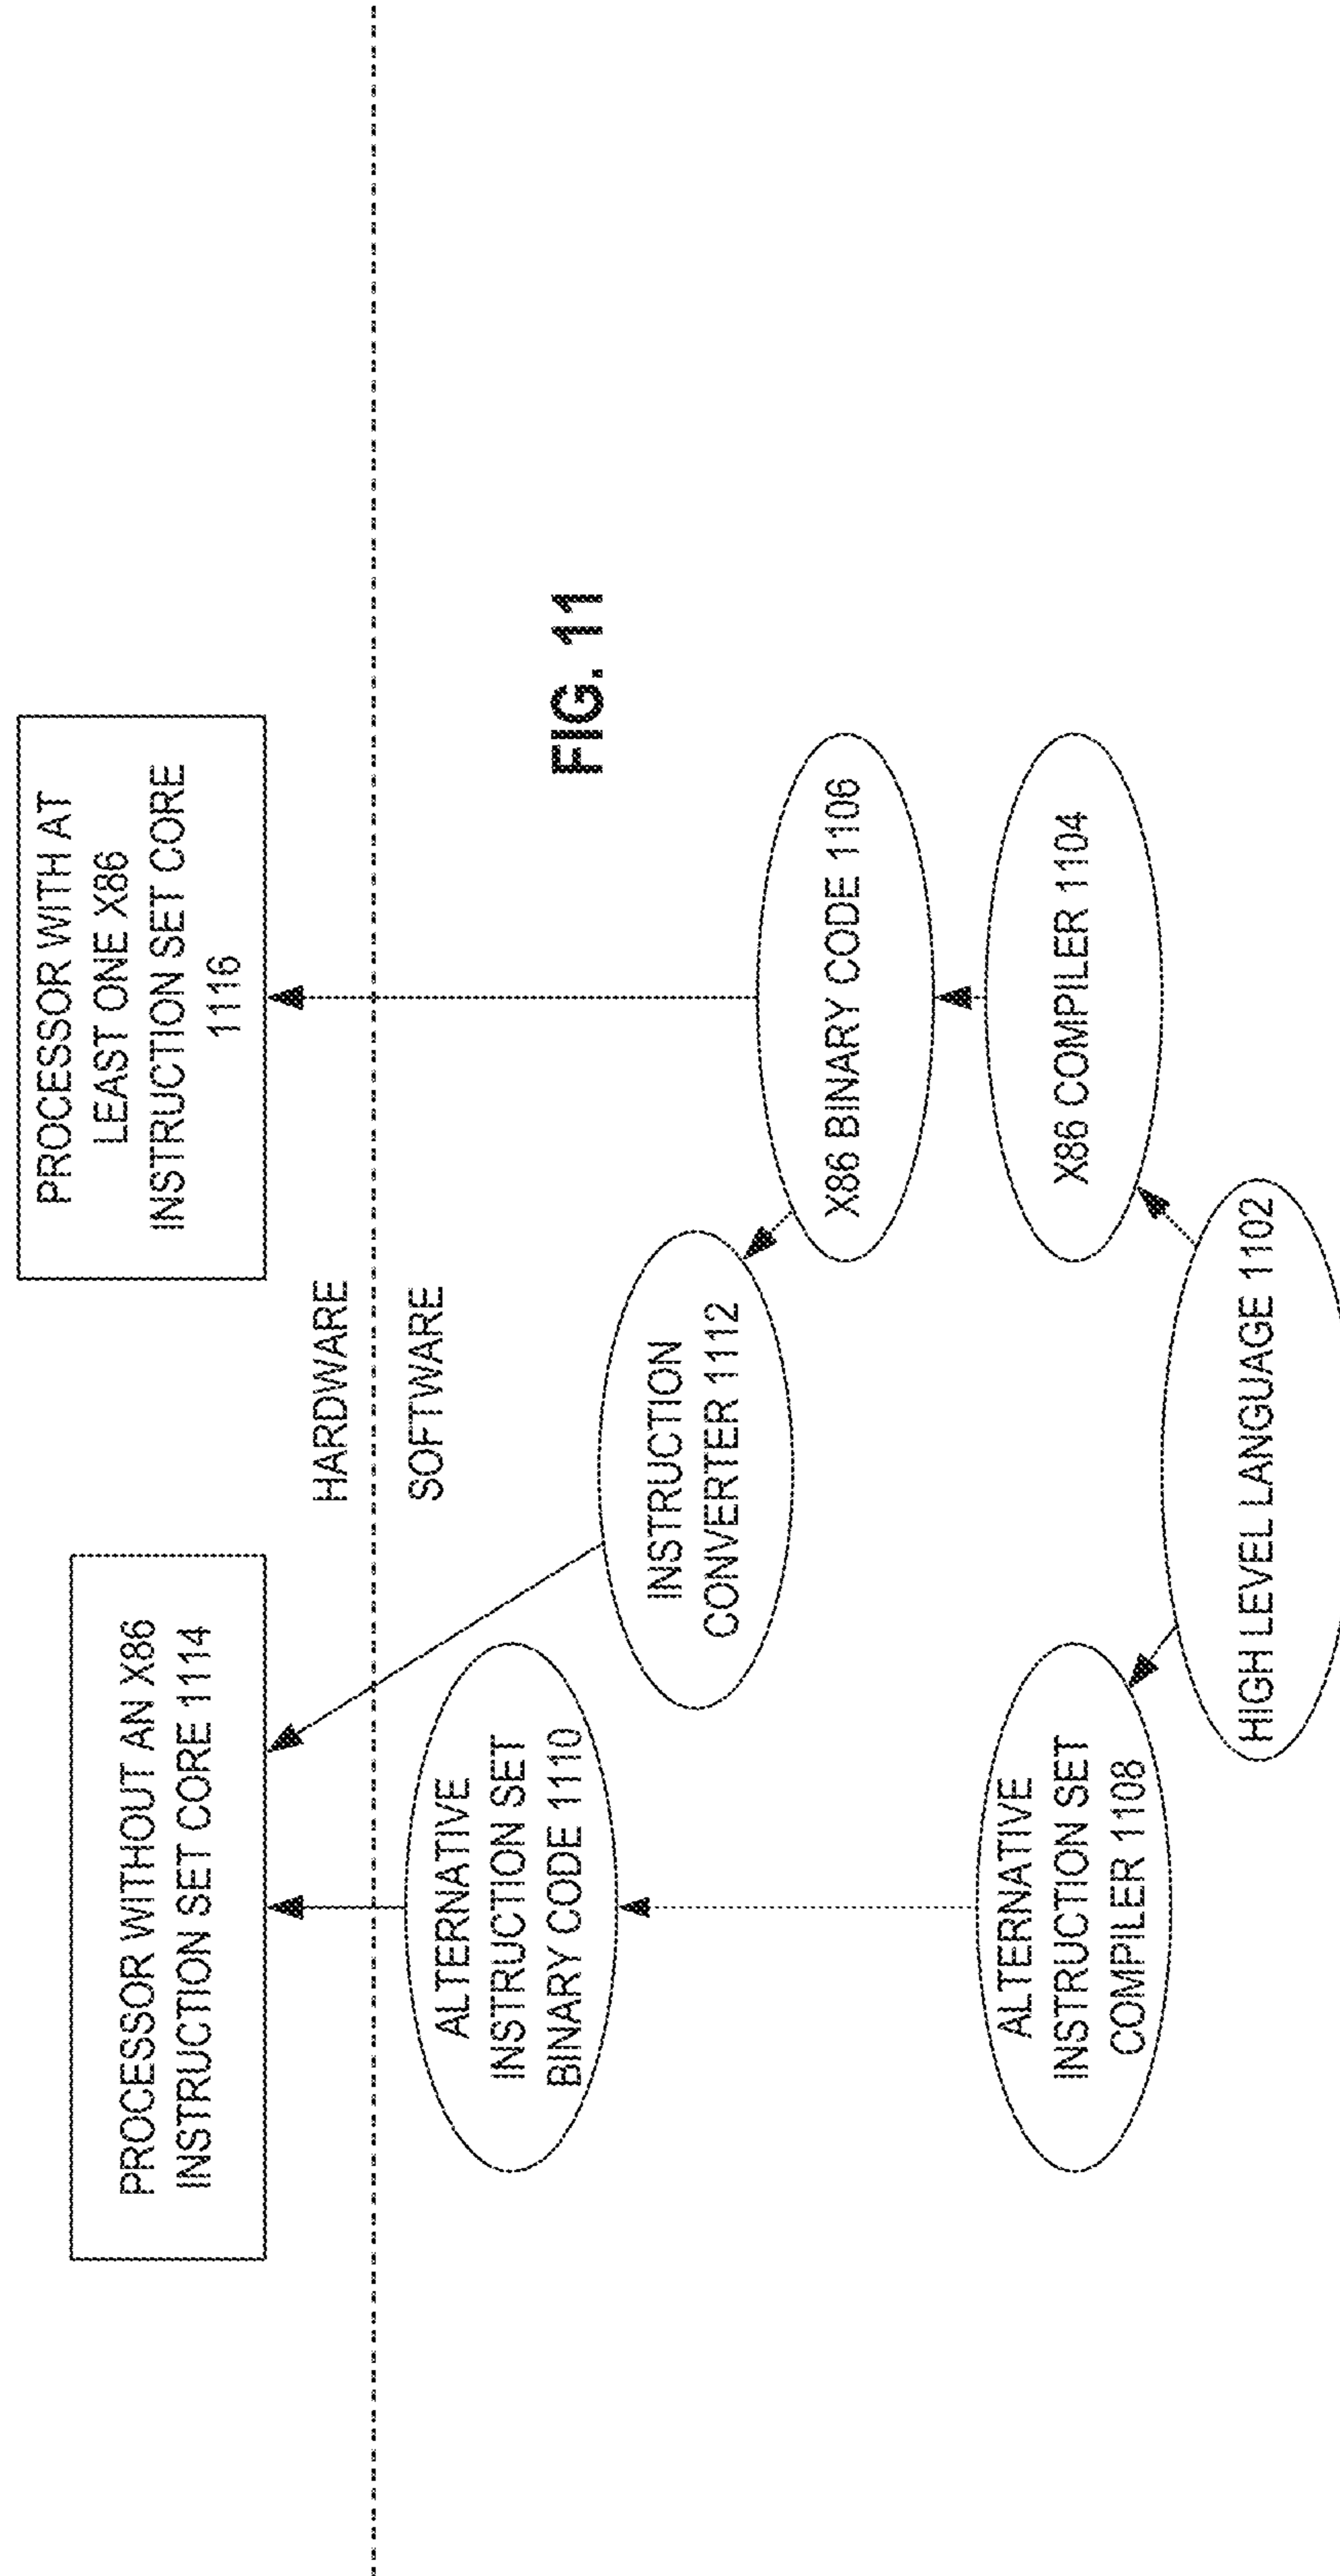 PROCESSOR WITHOUT AN X86
INSTRUCTION SET CORE 1114
PROCESSOR WITH AT
LEAST ONE X86
INSTRUCTION SET CORE
1116
HARDWARE
SOFTWARE
ALTERNATIVE
INSTRUCTION SET
BINARY CODE 1110
INSTRUCTION
CONVERTER 1112
FIG. 11
X86 BINARY CODE 1106
ALTERNATIVE
INSTRUCTION SET
COMPILER 1108
X86 COMPILER 1104
HIGH LEVEL LANGUAGE 1102